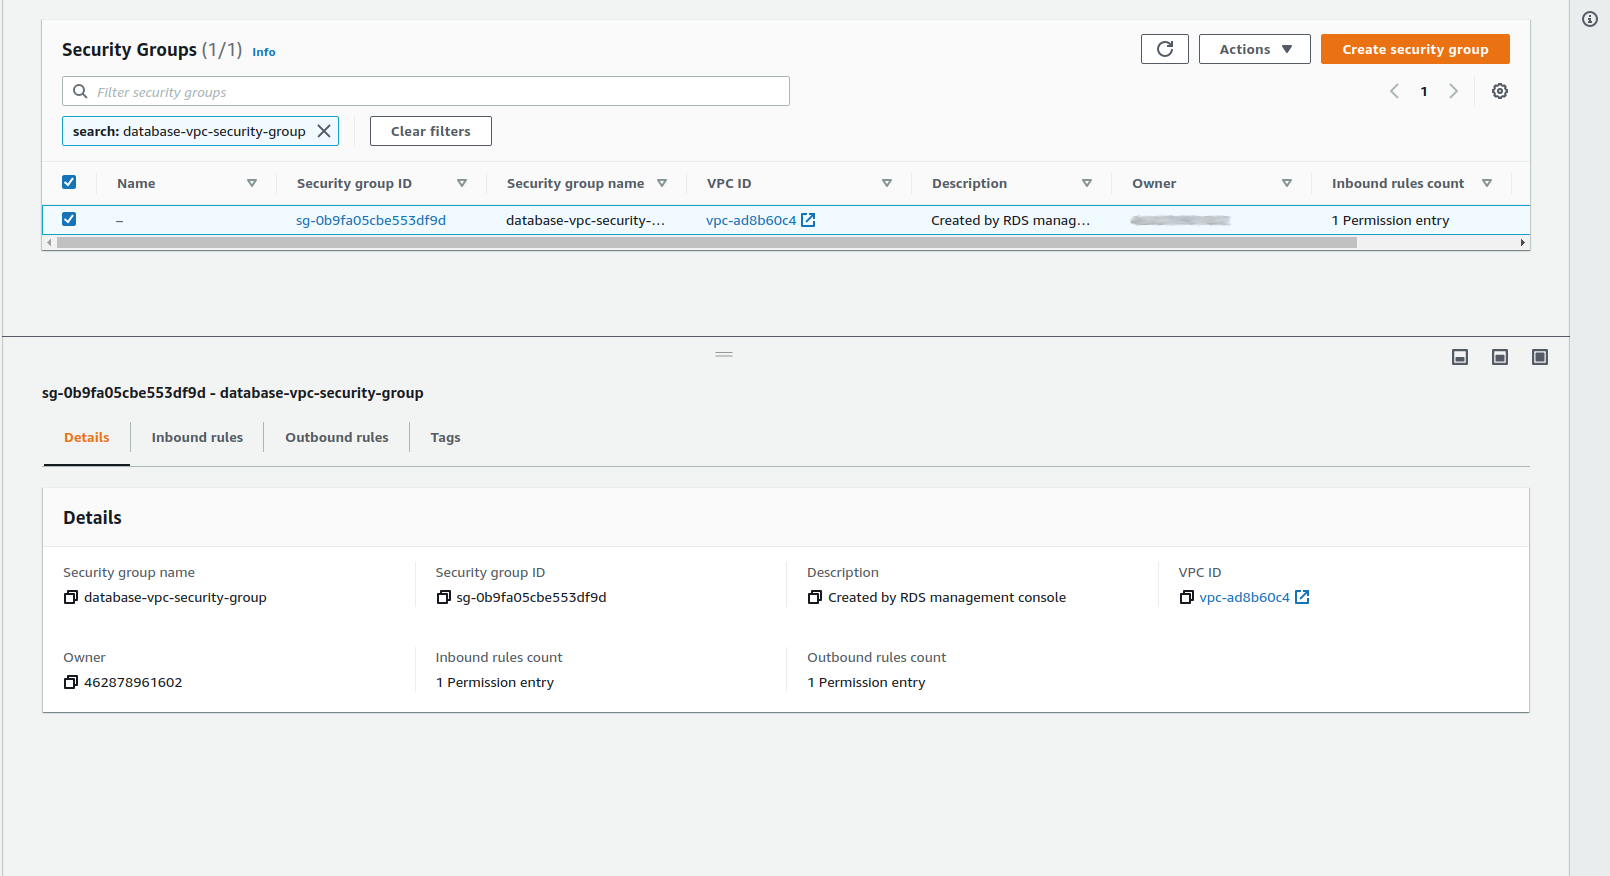 Security Groups (1/1) Info
Actions
Create security group
Filter security groups
1
search: database-vpc-security-group
Clear filters
Name Security group ID Security group name VPC ID Description Owner Inbound rules count
– sg-0b9fa05cbe553df9d database-vpc-security-... vpc-ad8b60c4 Created by RDS manag... 1 Permission entry
sg-0b9fa05cbe553df9d - database-vpc-security-group
Details Inbound rules Outbound rules Tags
Details
Security group name Security group ID Description VPC ID
database-vpc-security-group sg-0b9fa05cbe553df9d Created by RDS management console vpc-ad8b60c4
Owner Inbound rules count Outbound rules count
462878961602 1 Permission entry 1 Permission entry